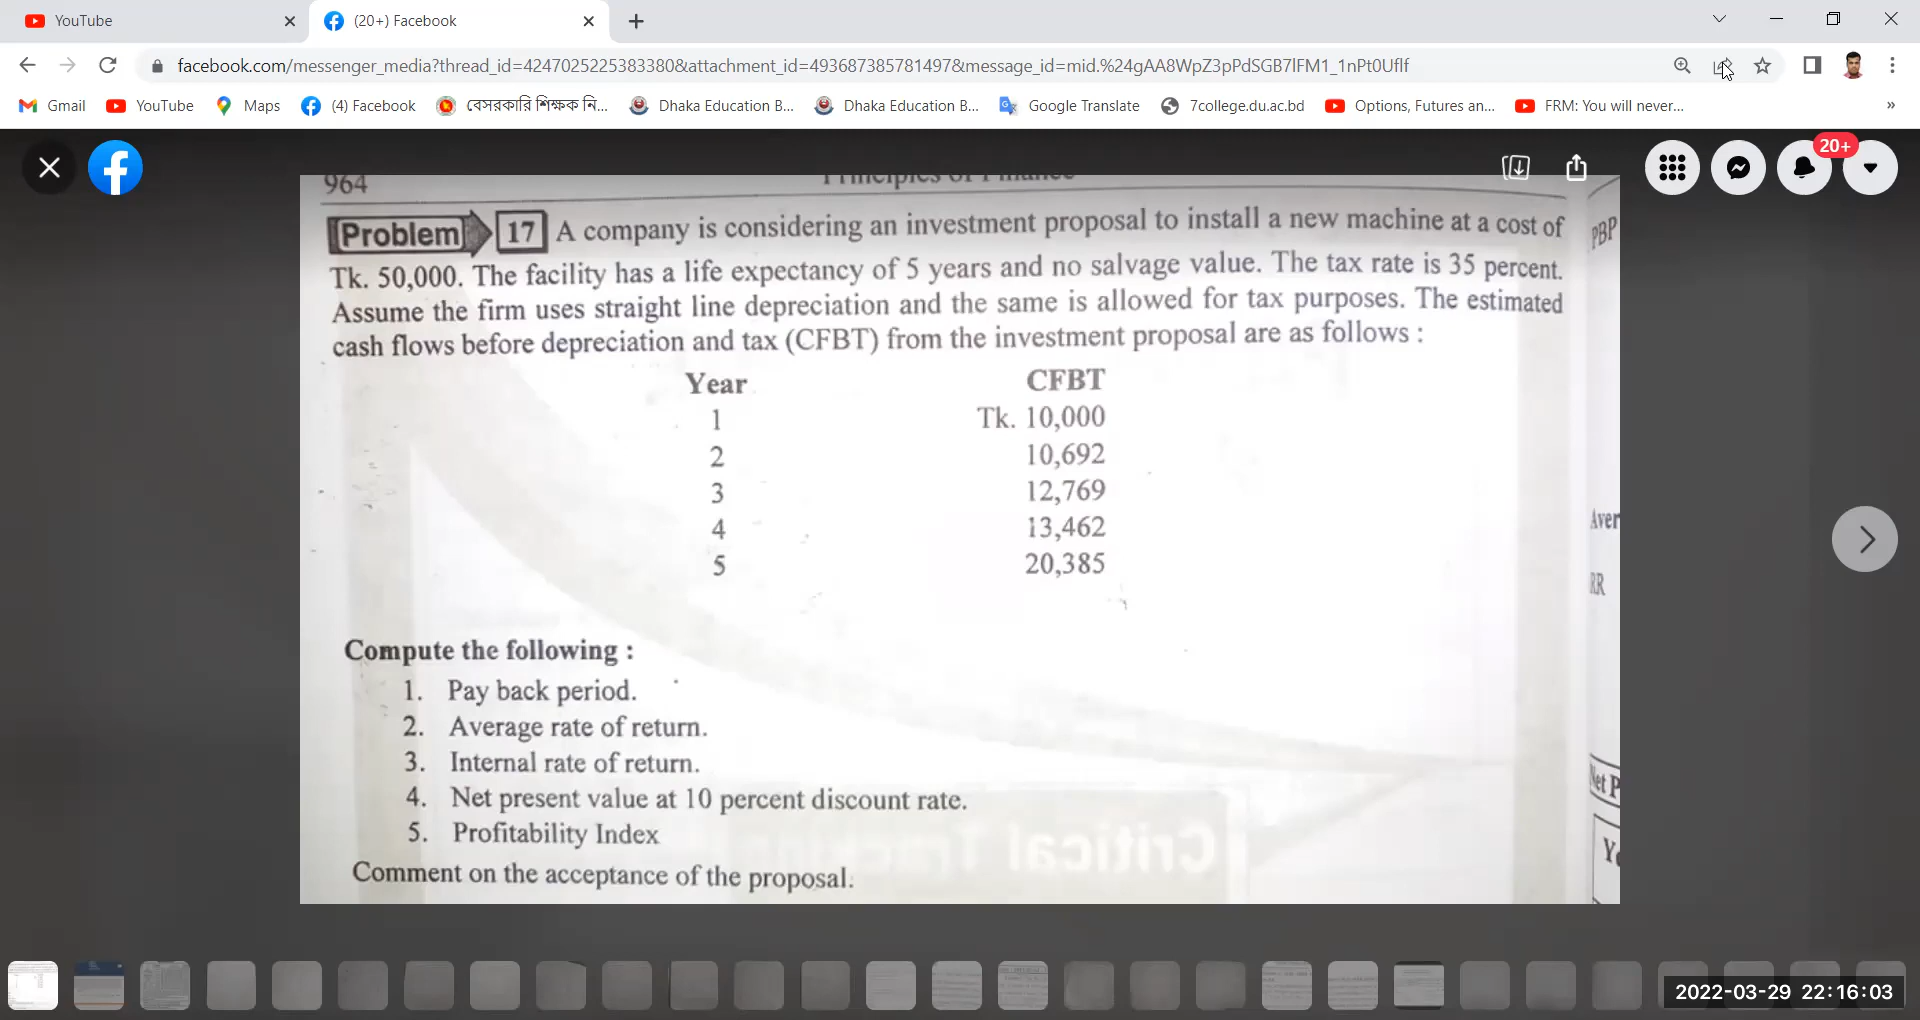 YouTube
(20+) Facebook
facebook.com/messenger_media?thread_id=4247025225383380&attachment_id=493687385781497&message_id=mid.%24gAA8WpZ3pPdSGB7lFM1_1nPt0UfIf
Gmail YouTube Maps (4) Facebook বেসরকারি শিক্ষক নি... Dhaka Education B... Dhaka Education B... Google Translate 7college.du.ac.bd Options, Futures an... FRM: You will never... »
20+
964 Principles of Finance
Problem 17 A company is considering an investment proposal to install a new machine at a cost of
Tk. 50,000. The facility has a life expectancy of 5 years and no salvage value. The tax rate is 35 percent.
Assume the firm uses straight line depreciation and the same is allowed for tax purposes. The estimated
cash flows before depreciation and tax (CFBT) from the investment proposal are as follows :
Year CFBT
1 Tk. 10,000
2 10,692
3 12,769
4 13,462
5 20,385
Compute the following :
1. Pay back period.
2. Average rate of return.
3. Internal rate of return.
4. Net present value at 10 percent discount rate.
5. Profitability Index
Comment on the acceptance of the proposal.
PBP
Aver
RR
Net P
2022-03-29 22:16:03